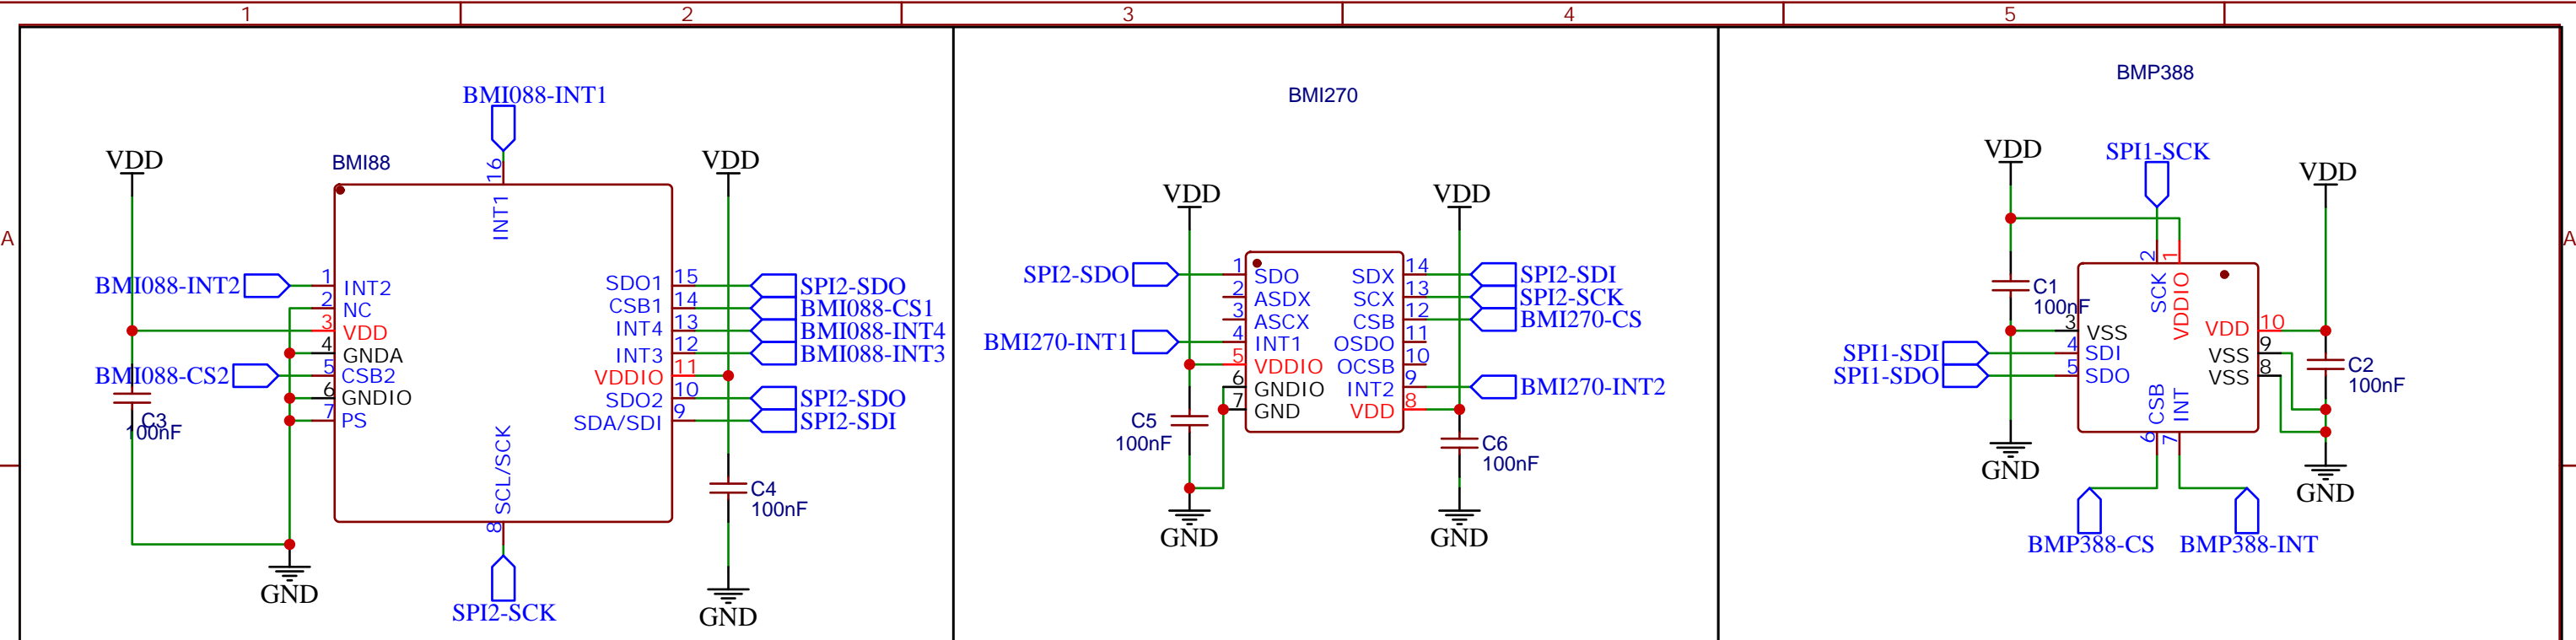 1
2
3
4
5
A
A
BMI088-INT1
VDD
BMI88
VDD
16
INT1
BMI088-INT2
1
INT2
2
NC
3
VDD
4
GNDA
BMI088-CS2
5
CSB2
6
GNDIO
7
PS
C3
100nF
SDO1
15
SPI2-SDO
CSB1
14
BMI088-CS1
INT4
13
BMI088-INT4
INT3
12
BMI088-INT3
VDDIO
11
SDO2
10
SPI2-SDO
SDA/SDI
9
SPI2-SDI
SCL/SCK
8
C4
100nF
GND
SPI2-SCK
GND
BMI270
VDD
VDD
SPI2-SDO
1
SDO
2
ASDX
3
ASCX
BMI270-INT1
4
INT1
5
VDDIO
6
GNDIO
7
GND
SDX
14
SPI2-SDI
SCX
13
SPI2-SCK
CSB
12
BMI270-CS
OSDO
11
OCSB
10
INT2
9
BMI270-INT2
VDD
8
C5
100nF
C6
100nF
GND
GND
BMP388
VDD
SPI1-SCK
VDD
2
1
SCK
VDDIO
C1
100nF
3
VSS
SPI1-SDI
4
SDI
SPI1-SDO
5
SDO
VDD
10
VSS
9
VSS
8
C2
100nF
CSB
INT
6
7
GND
GND
BMP388-CS
BMP388-INT